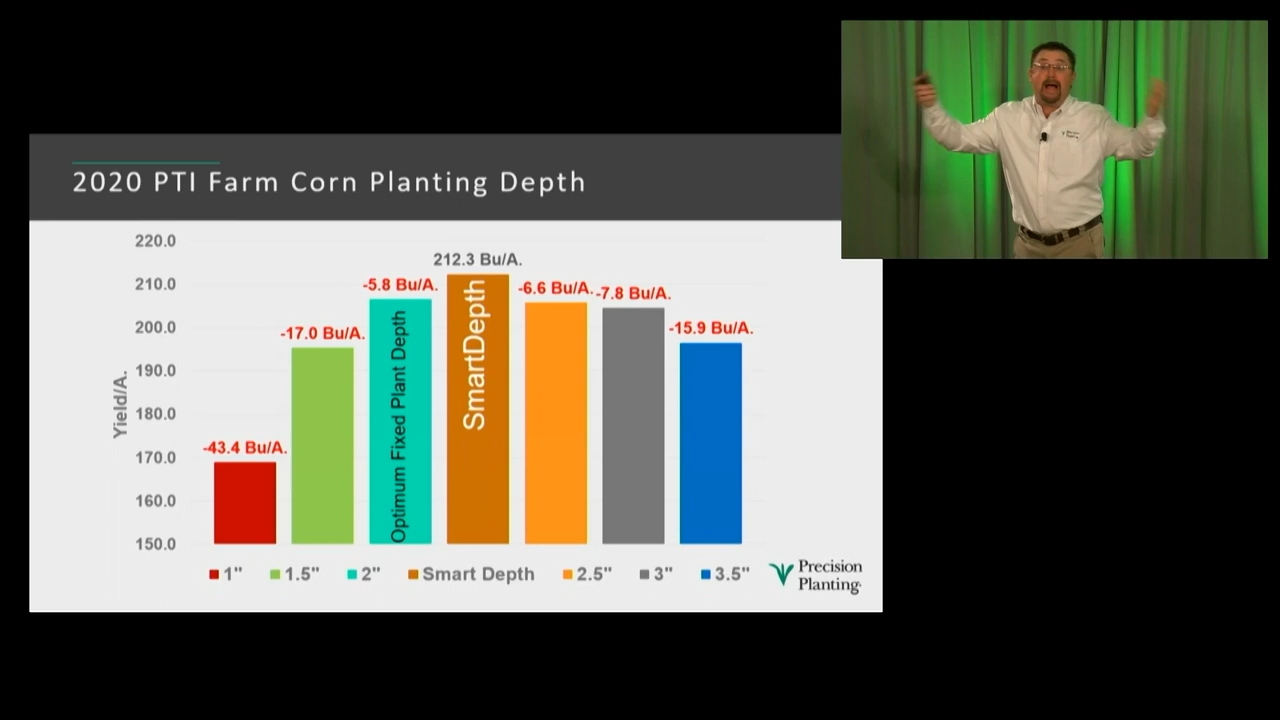 2020 PTI Farm Corn Planting Depth
220.0
210.0
200.0
190.0
180.0
170.0
160.0
150.0
Yield/A.
-43.4 Bu/A.
-17.0 Bu/A.
-5.8 Bu/A.
212.3 Bu/A.
-6.6 Bu/A.
-7.8 Bu/A.
-15.9 Bu/A.
Optimum Fixed Plant Depth
SmartDepth
1" 1.5" 2" Smart Depth 2.5" 3" 3.5"
Precision
Planting